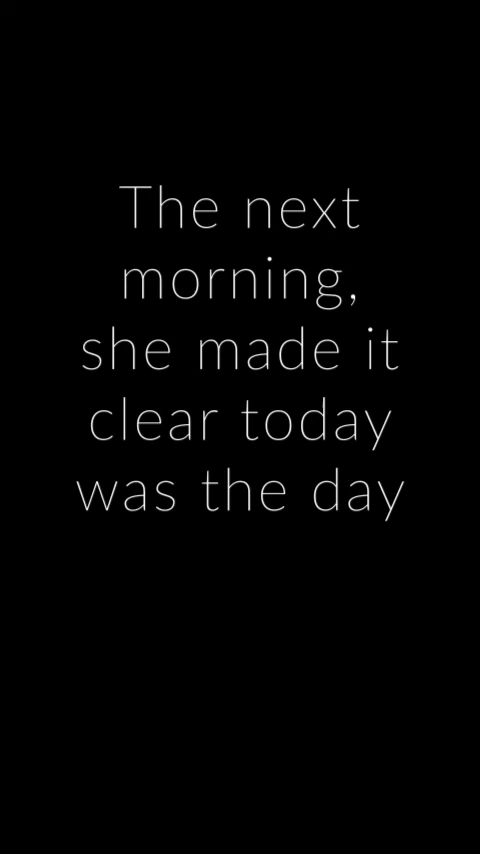 The next
morning,
she made it
clear today
was the day